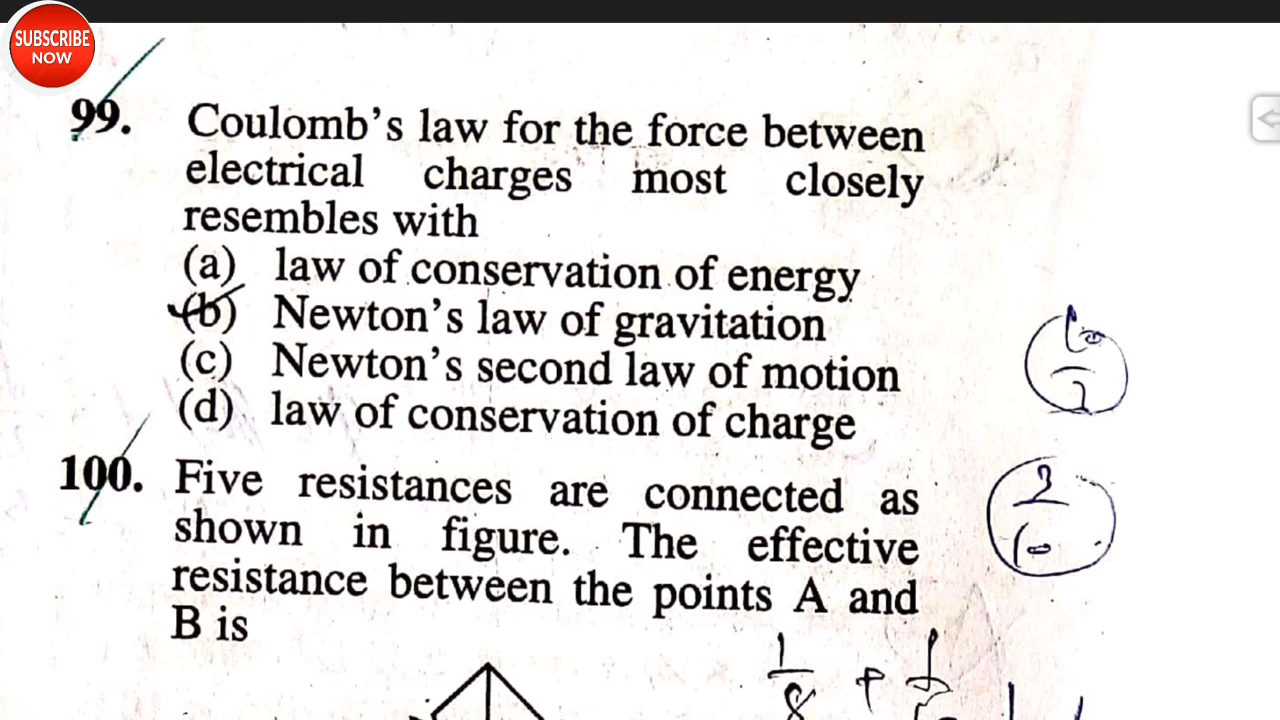 SUBSCRIBE
NOW
99. Coulomb's law for the force between
electrical charges most closely
resembles with
(a) law of conservation of energy
(b) Newton's law of gravitation
(c) Newton's second law of motion
(d) law of conservation of charge
100. Five resistances are connected as
shown in figure. The effective
resistance between the points A and
B is
1
8